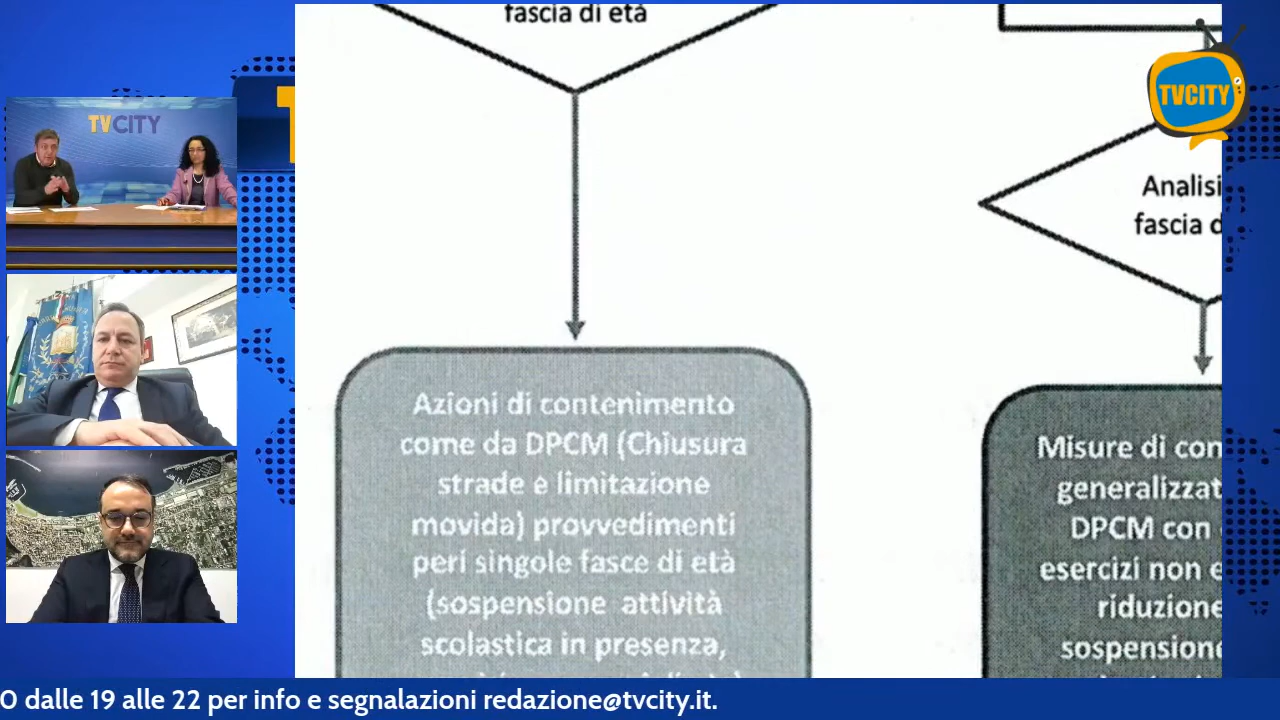 fascia di età
TVCITY
TVCITY
Analisi
fascia d
Azioni di contenimento
come da DPCM (Chiusura
strade e limitazione
movida) provvedimenti
peri singole fasce di età
(sospensione attività
scolastica in presenza,
Misure di con
generalizzat
DPCM con
esercizi non e
riduzione
sospensione
0 dalle 19 alle 22 per info e segnalazioni redazione@tvcity.it.